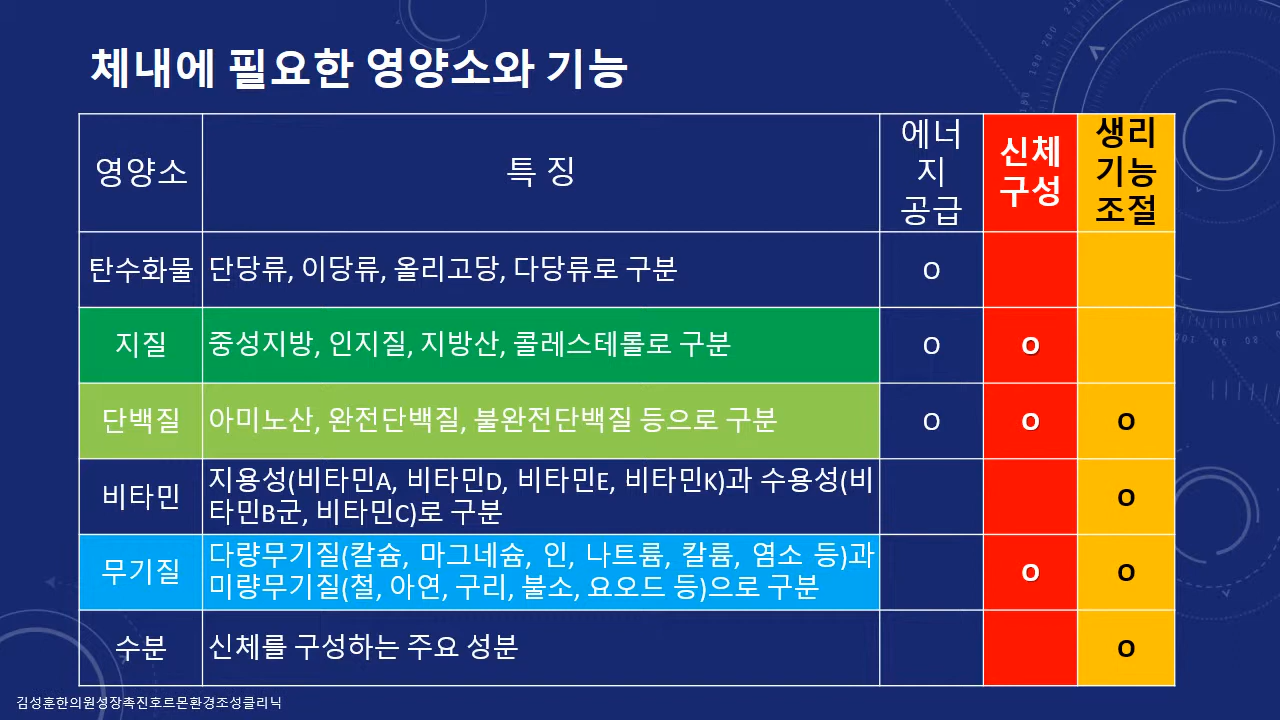 체내에 필요한 영양소와 기능
영양소
특 징
에너
지
공급
신체
구성
생리
기능
조절
탄수화물
단당류, 이당류, 올리고당, 다당류로 구분
O
지질
중성지방, 인지질, 지방산, 콜레스테롤로 구분
O
O
단백질
아미노산, 완전단백질, 불완전단백질 등으로 구분
O
O
O
비타민
지용성(비타민A, 비타민D, 비타민E, 비타민K)과 수용성(비
타민B군, 비타민C)로 구분
O
무기질
다량무기질(칼슘, 마그네슘, 인, 나트륨, 칼륨, 염소 등)과
미량무기질(철, 아연, 구리, 불소, 요오드 등)으로 구분
O
O
수분
신체를 구성하는 주요 성분
O
김성훈한의원성장촉진호르몬환경조성클리닉